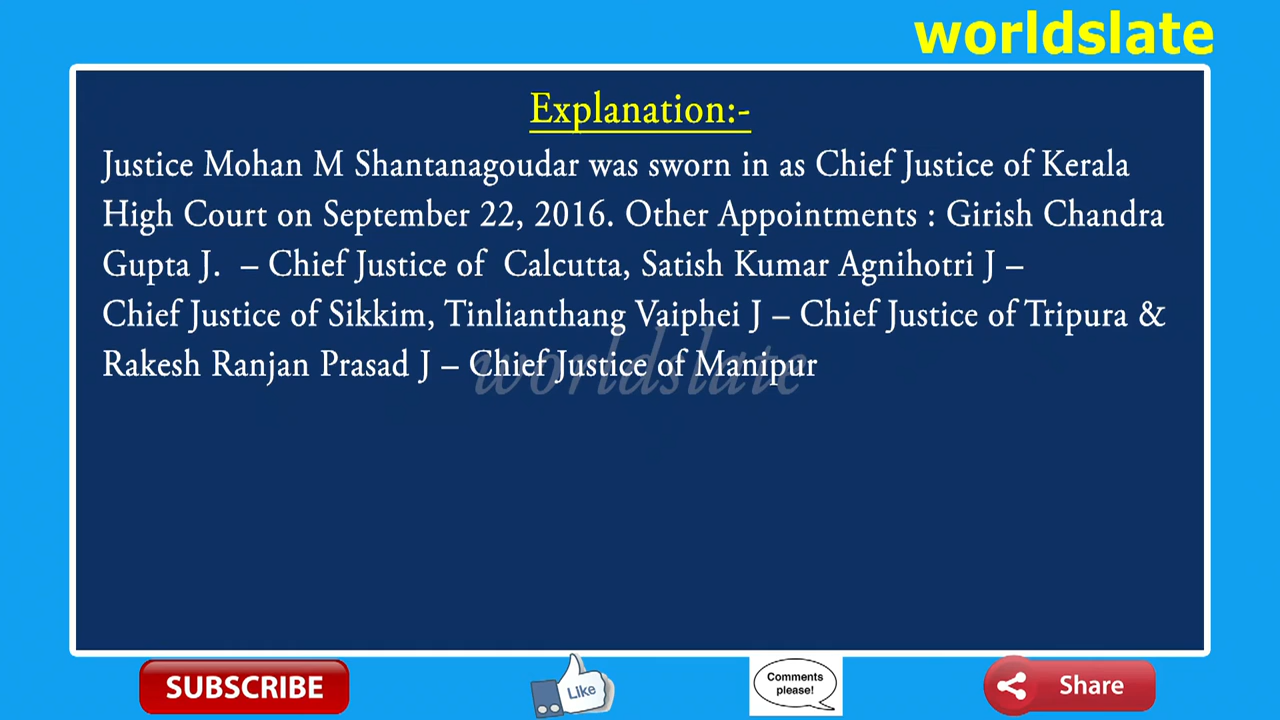 worldslate
Explanation:-
Justice Mohan M Shantanagoudar was sworn in as Chief Justice of Kerala
High Court on September 22, 2016. Other Appointments : Girish Chandra
Gupta J.  – Chief Justice of  Calcutta, Satish Kumar Agnihotri J –
Chief Justice of Sikkim, Tinlianthang Vaiphei J – Chief Justice of Tripura &
Rakesh Ranjan Prasad J – Chief Justice of Manipur
worldslate
SUBSCRIBE
Like
Comments
please!
Share